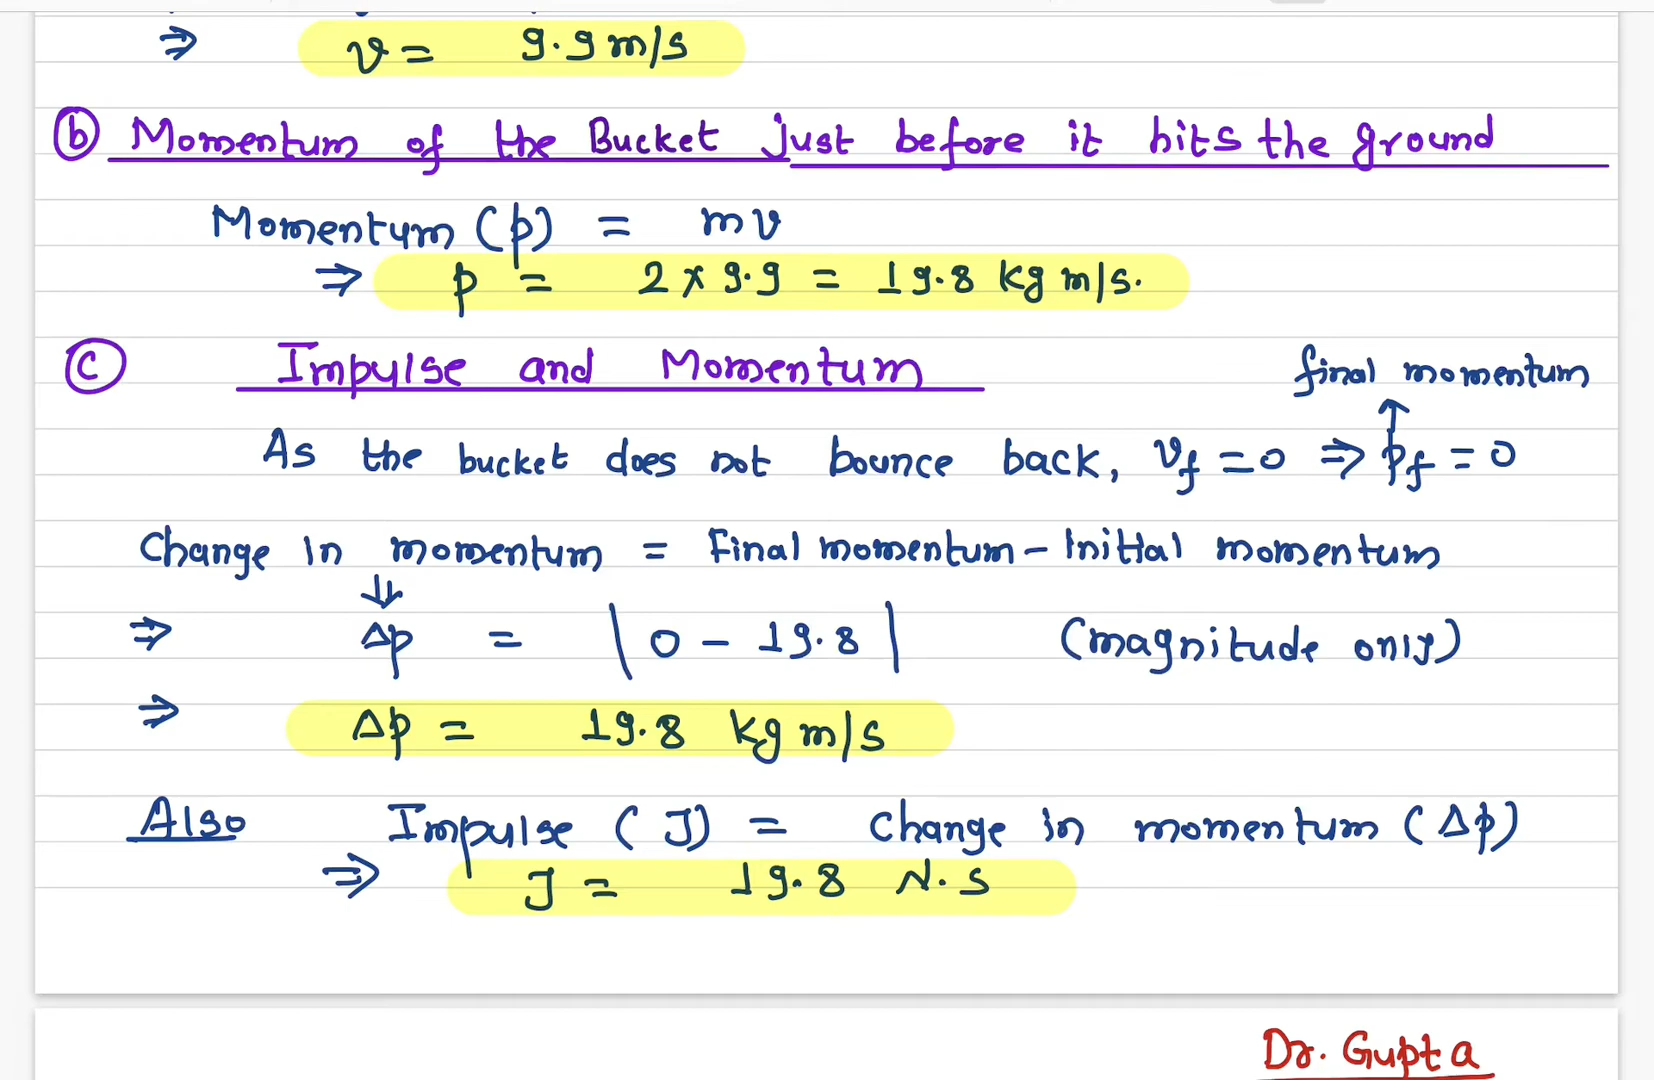 ⇒ v = 9.9 m/s
(b) Momentum of the Bucket just before it hits the ground
Momentum (p) = mv
⇒ p = 2 x 9.9 = 19.8 kg m/s.
(c) Impulse and Momentum
final momentum
↑
As the bucket does not bounce back, vf = 0 ⇒ pf = 0
Change in momentum = Final momentum - Initial momentum
⇓
⇒ Δp = | 0 - 19.8 | (magnitude only)
⇒ Δp = 19.8 kg m/s
Also Impulse (J) = change in momentum (Δp)
⇒ J = 19.8 N.s
Dr. Gupta